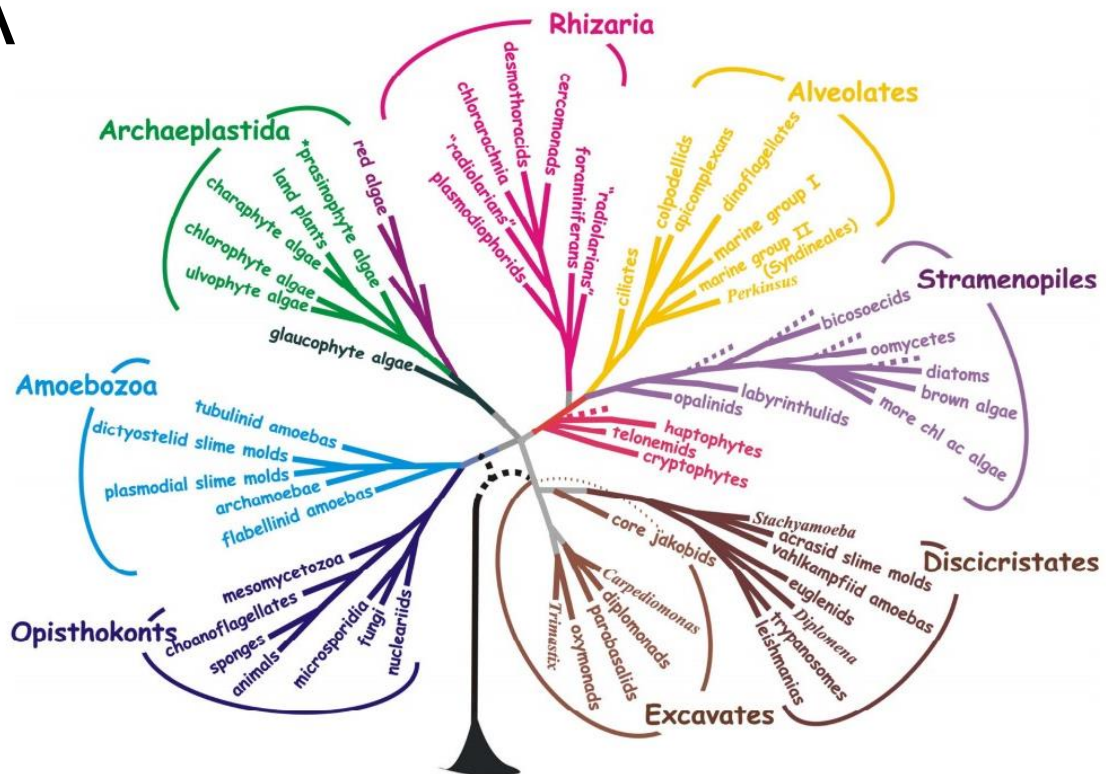 A
Rhizaria
desmothoracids
cercomonads
chlorarachnia
"radiolarians"
plasmodiophorids
foraminiferans
"radiolarians"
Alveolates
colpodellids
apicomplexans
dinoflagellates
ciliates
marine group I
marine group II
(Syndineales)
Perkinsus
Archaeplastida
red algae
*prasinophyte algae
land plants
charaphyte algae
chlorophyte algae
ulvophyte algae
glaucophyte algae
Stramenopiles
bicosoecids
oomycetes
diatoms
brown algae
more chl ac algae
labyrinthulids
opalinids
haptophytes
telonemids
cryptophytes
Amoebozoa
tubulinid amoebas
dictyostelid slime molds
plasmodial slime molds
archamoebae
flabellinid amoebas
Opisthokonts
mesomycetozoa
choanoflagellates
sponges
animals
microsporidia
fungi
nucleariids
Discicristates
Stachyamoeba
acrasid slime molds
vahlkampfiid amoebas
euglenids
Diplomena
trypanosomes
leishmanias
core jakobids
Carpediomonas
diplomonads
parabasalids
oxymonads
Trimastix
Excavates